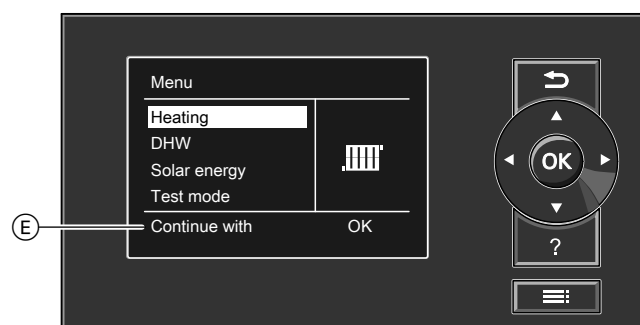 Menu
Heating
DHW
Solar energy
Test mode
E
Continue with OK
OK
?